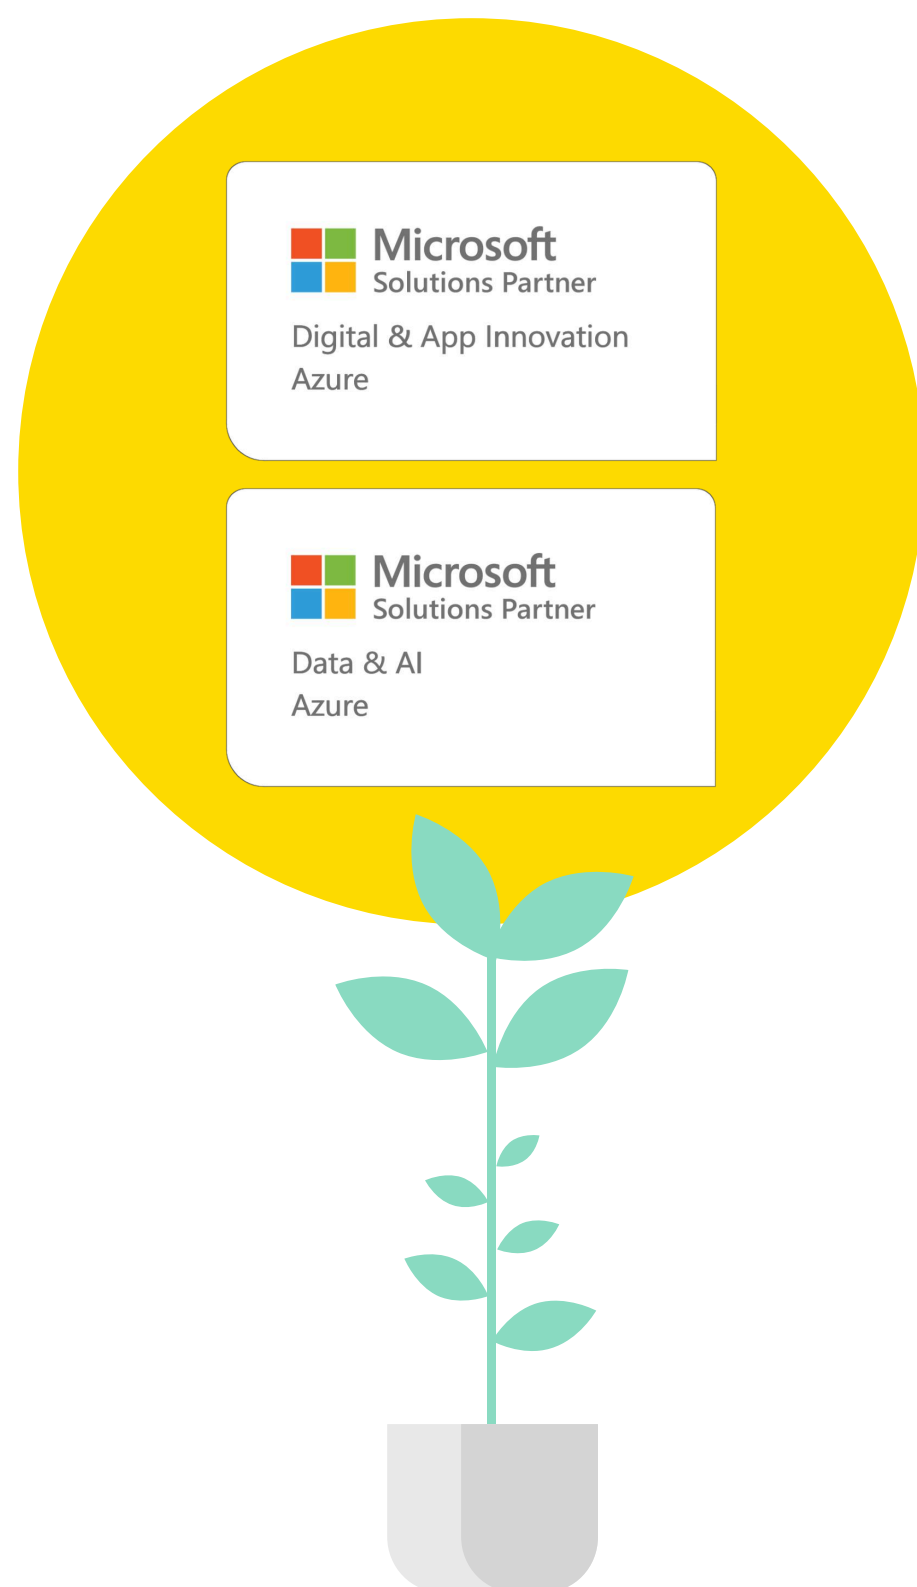 Microsoft
Solutions Partner
Digital & App Innovation
Azure
Microsoft
Solutions Partner
Data & AI
Azure